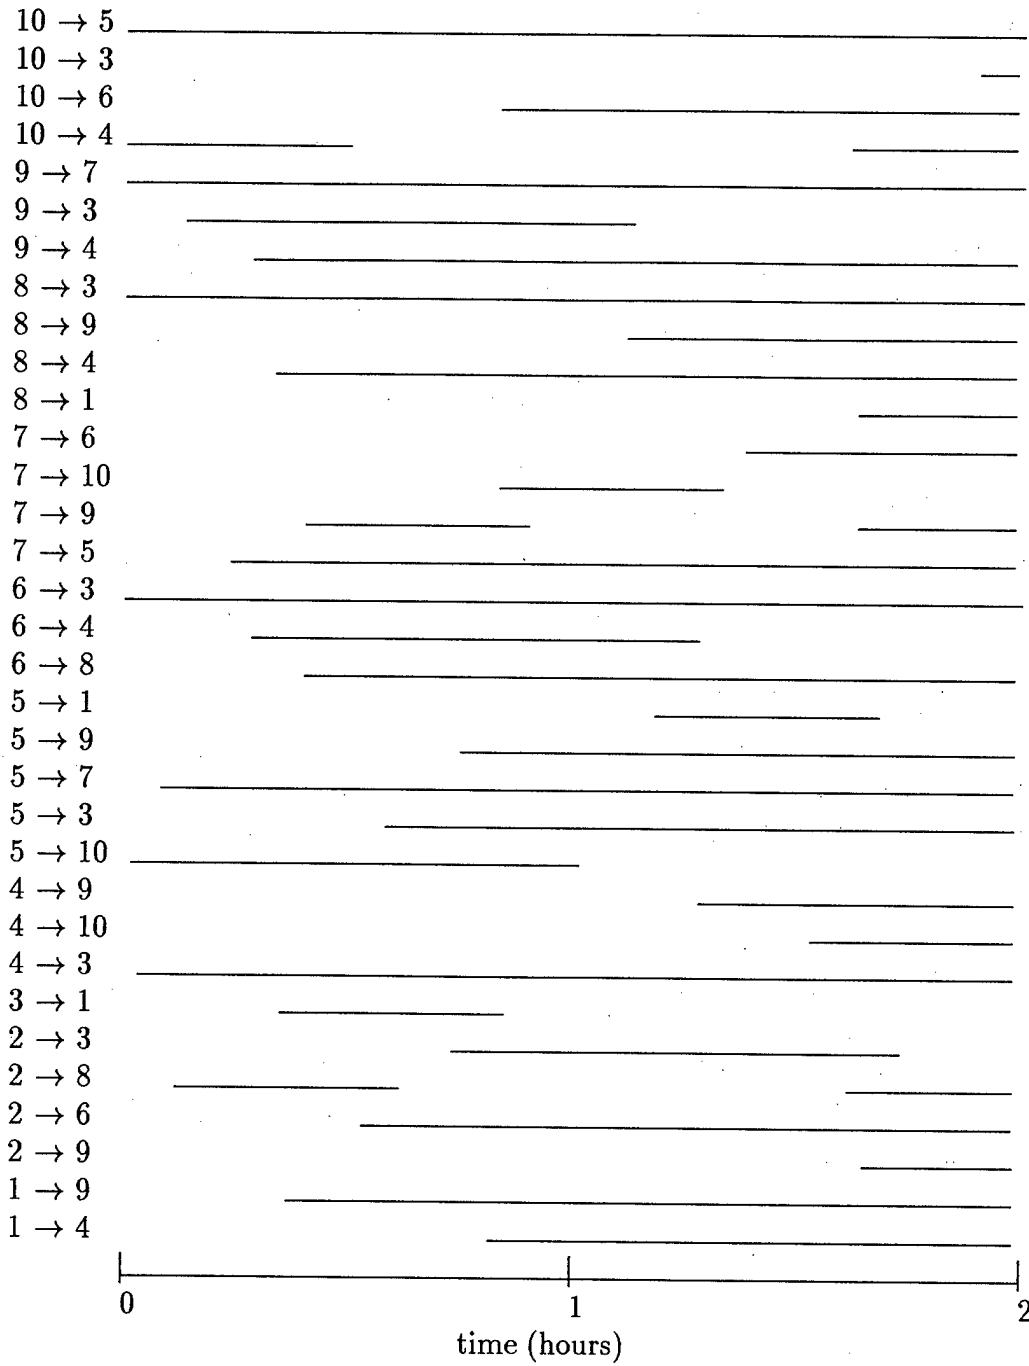 10 → 5
10 → 3
10 → 6
10 → 4
9 → 7
9 → 3
9 → 4
8 → 3
8 → 9
8 → 4
8 → 1
7 → 6
7 → 10
7 → 9
7 → 5
6 → 3
6 → 4
6 → 8
5 → 1
5 → 9
5 → 7
5 → 3
5 → 10
4 → 9
4 → 10
4 → 3
3 → 1
2 → 3
2 → 8
2 → 6
2 → 9
1 → 9
1 → 4
0 1 2
time (hours)